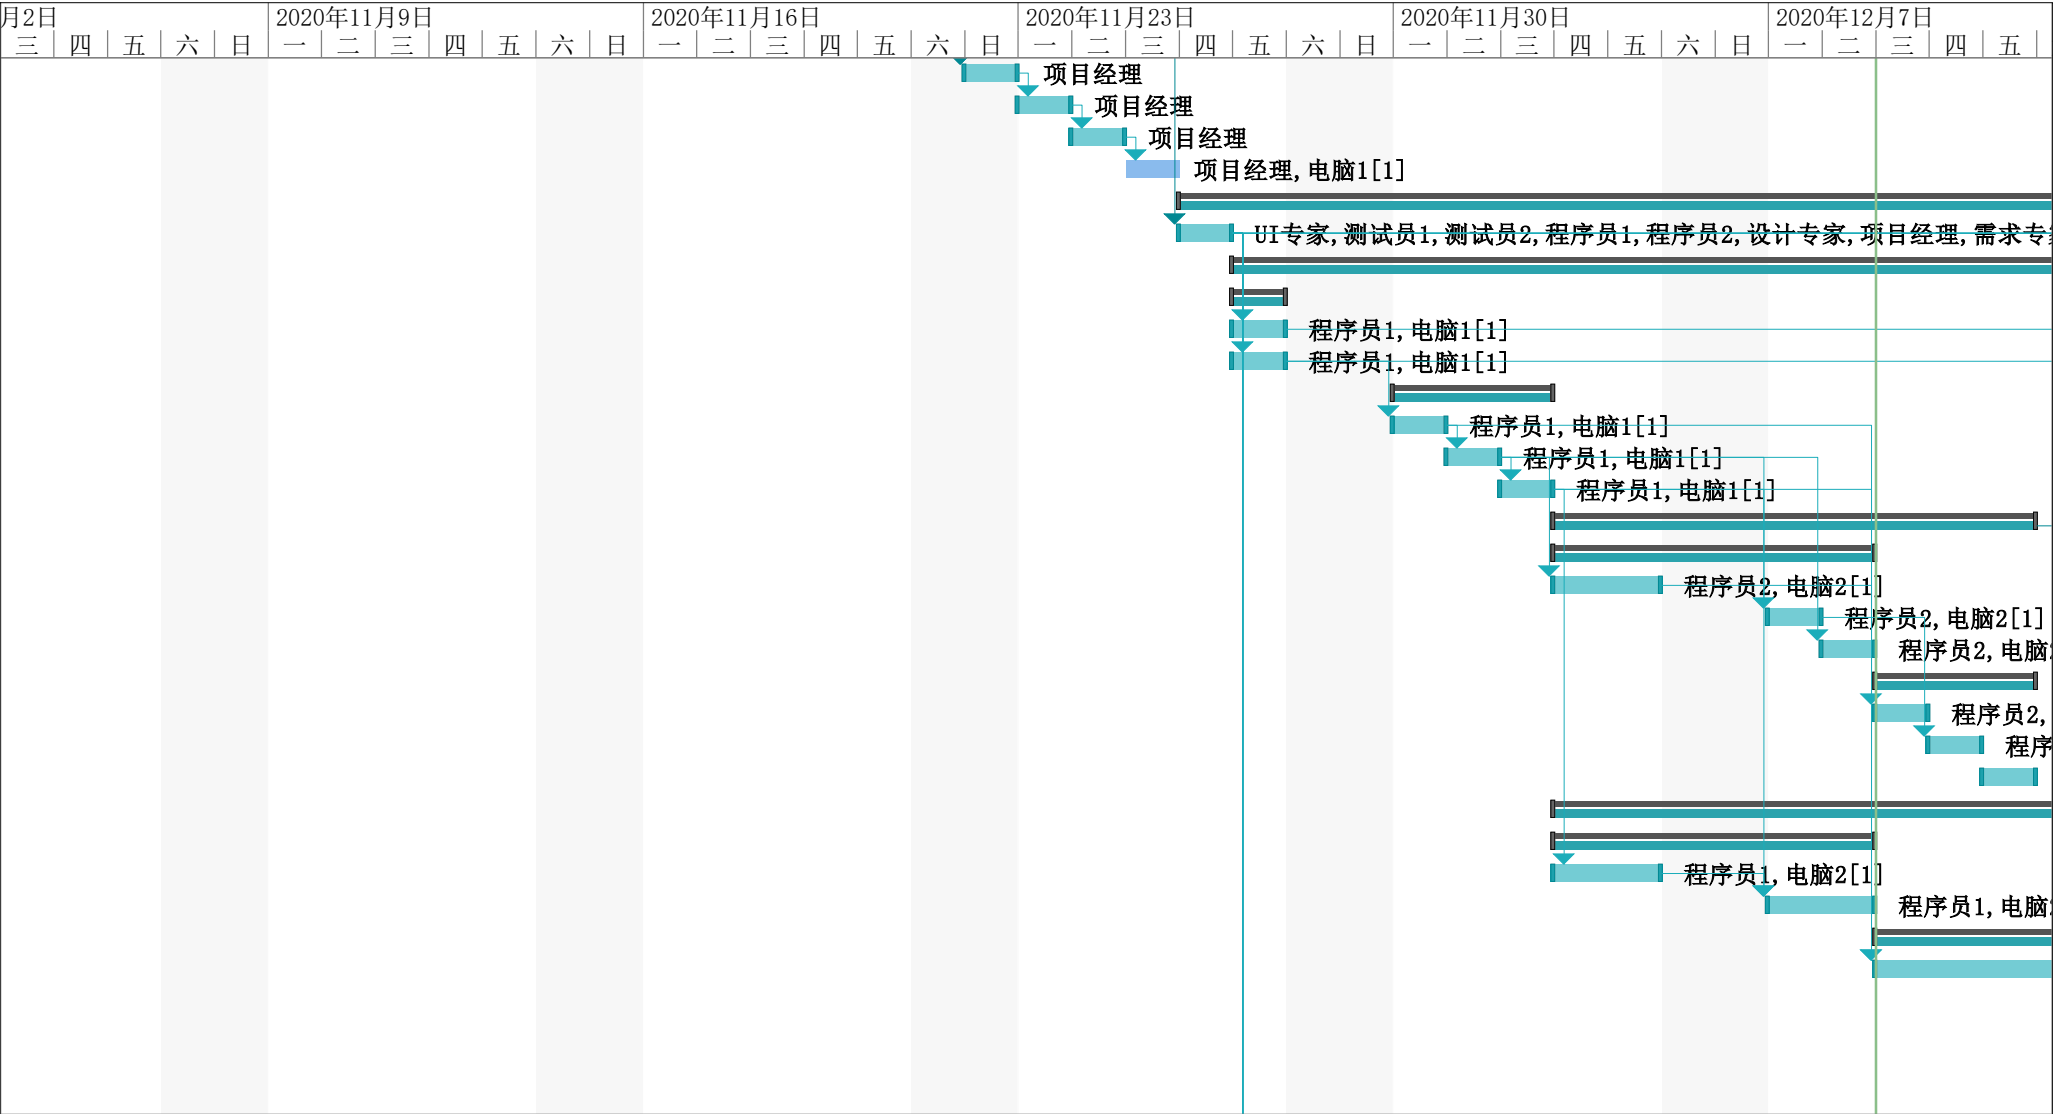 月2日 2020年11月9日 2020年11月16日 2020年11月23日 2020年11月30日 2020年12月7日
三 四 五 六 日 一 二 三 四 五 六 日 一 二 三 四 五 六 日 一 二 三 四 五 六 日 一 二 三 四 五 六 日 一 二 三 四 五
项目经理
项目经理
项目经理
项目经理,电脑1[1]
UI专家,测试员1,测试员2,程序员1,程序员2,设计专家,项目经理,需求专
程序员1,电脑1[1]
程序员1,电脑1[1]
程序员1,电脑1[1]
程序员1,电脑1[1]
程序员1,电脑1[1]
程序员2,电脑2[1]
程序员2,电脑2[1]
程序员2,电脑
程序员2,
程序
程序员1,电脑2[1]
程序员1,电脑